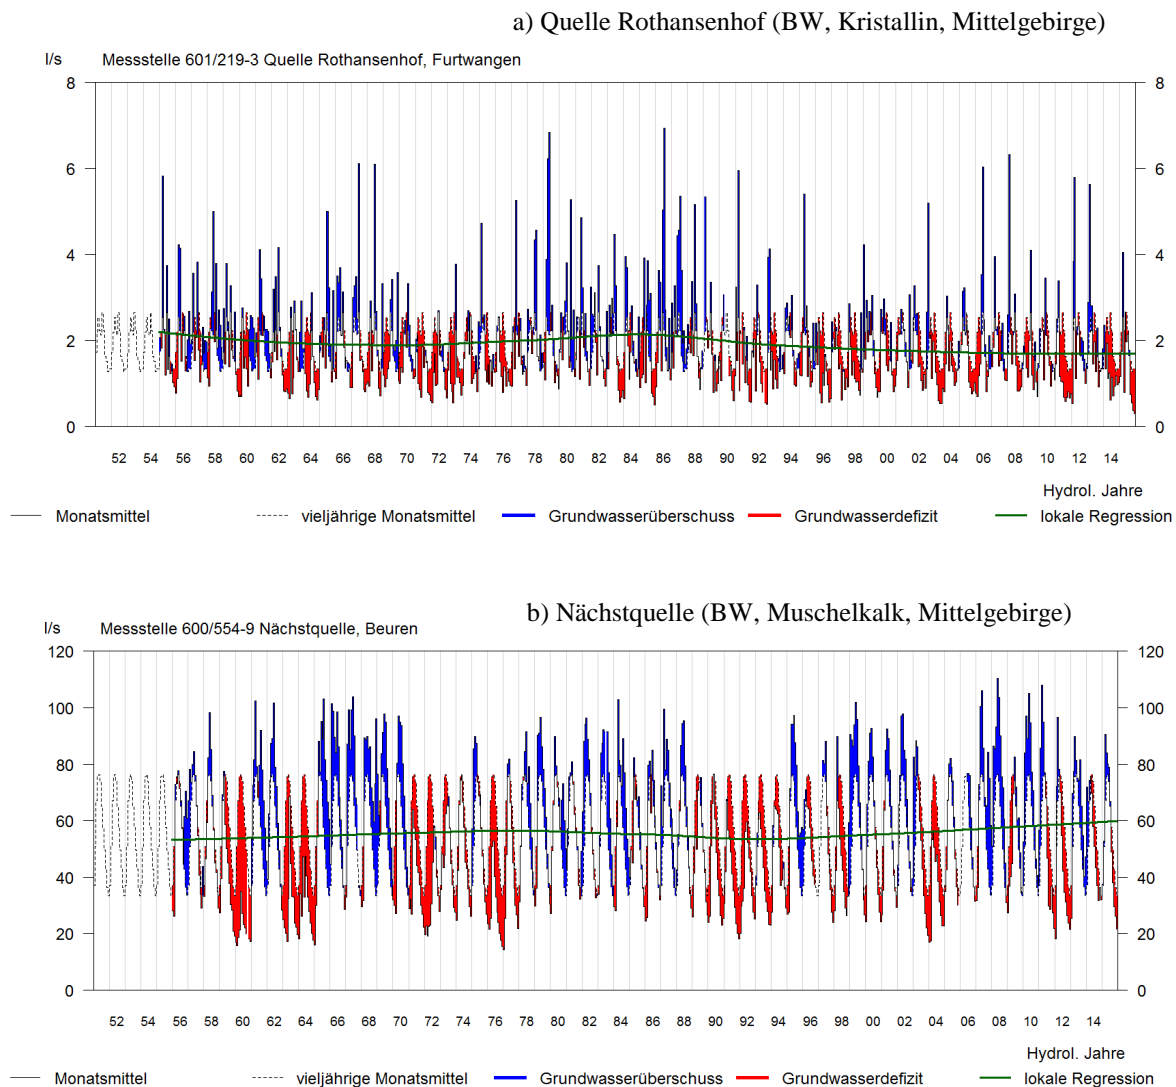 a) Quelle Rothansenhof (BW, Kristallin, Mittelgebirge)
l/s Messstelle 601/219-3 Quelle Rothansenhof, Furtwangen
8 8
6 6
4 4
2 2
0 0
52 54 56 58 60 62 64 66 68 70 72 74 76 78 80 82 84 86 88 90 92 94 96 98 00 02 04 06 08 10 12 14
Hydrol. Jahre
Monatsmittel vieljährige Monatsmittel Grundwasserüberschuss Grundwasserdefizit lokale Regression
b) Nächstquelle (BW, Muschelkalk, Mittelgebirge)
l/s Messstelle 600/554-9 Nächstquelle, Beuren
120 120
100 100
80 80
60 60
40 40
20 20
0 0
52 54 56 58 60 62 64 66 68 70 72 74 76 78 80 82 84 86 88 90 92 94 96 98 00 02 04 06 08 10 12 14
Hydrol. Jahre
Monatsmittel vieljährige Monatsmittel Grundwasserüberschuss Grundwasserdefizit lokale Regression